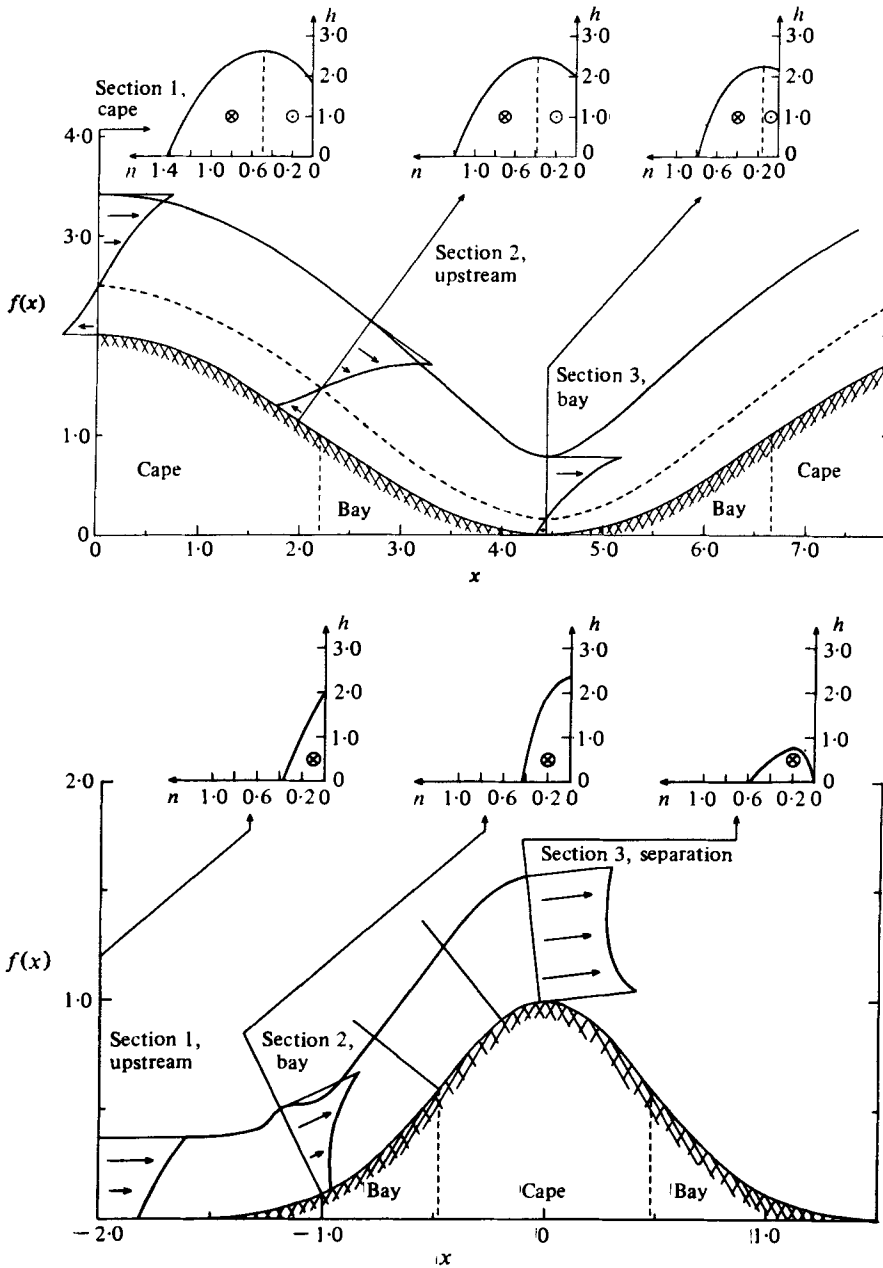 h
3·0
2·0
1·0
0
n 1·4 1·0 0·6 0·2 0
h
3·0
2·0
1·0
0
n 1·0 0·6 0·2 0
h
3·0
2·0
1·0
0
n 1·0 0·6 0·2 0
Section 1,
cape
4·0
3·0
f(x)
1·0
0
Section 2,
upstream
Section 3,
bay
Cape
Bay
Bay
Cape
0 1·0 2·0 3·0 4·0 5·0 6·0 7·0
x
h
3·0
2·0
1·0
0
n 1·0 0·6 0·2 0
h
3·0
2·0
1·0
0
n 1·0 0·6 0·2 0
h
3·0
2·0
1·0
0
n 1·0 0·6 0·2 0
2·0
f(x)
1·0
Section 1,
upstream
Section 2,
bay
Section 3, separation
Bay
Cape
Bay
−2·0 −1·0 0 1·0
x